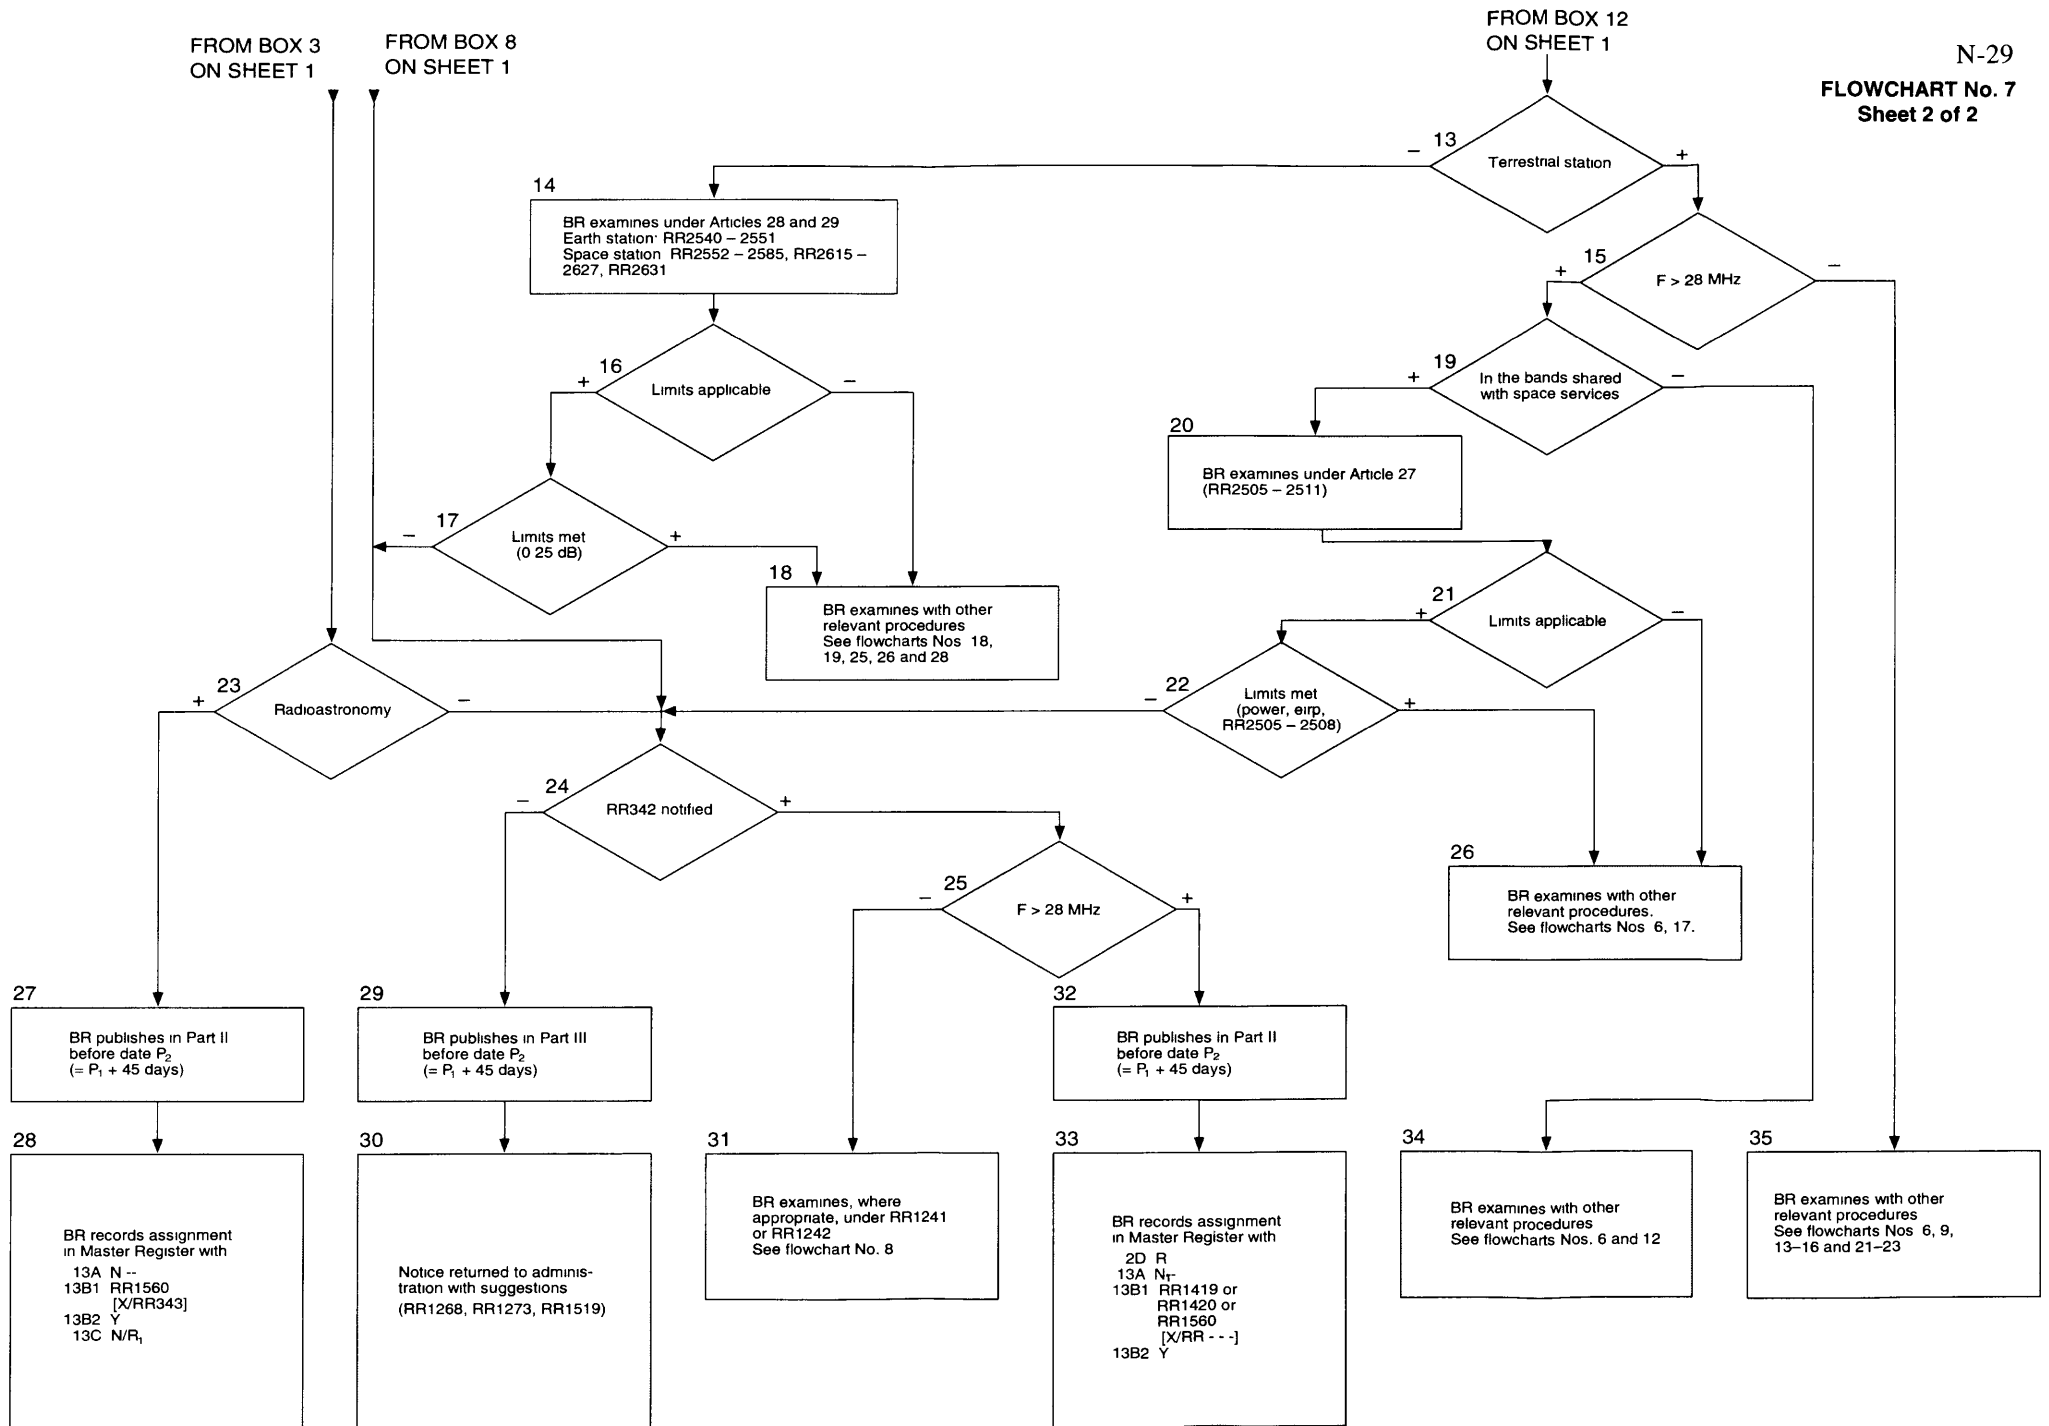 FROM BOX 3
ON SHEET 1
FROM BOX 8
ON SHEET 1
FROM BOX 12
ON SHEET 1
N-29
FLOWCHART No. 7
Sheet 2 of 2
13
Terrestrial station
–
+
14
BR examines under Articles 28 and 29
Earth station: RR2540 – 2551
Space station RR2552 – 2585, RR2615 –
2627, RR2631
15
F > 28 MHz
+
–
16
Limits applicable
+
–
19
In the bands shared
with space services
+
–
20
BR examines under Article 27
(RR2505 – 2511)
17
Limits met
(0 25 dB)
–
+
18
BR examines with other
relevant procedures
See flowcharts Nos 18,
19, 25, 26 and 28
21
Limits applicable
+
–
22
Limits met
(power, eirp,
RR2505 – 2508)
–
+
23
Radioastronomy
+
–
24
RR342 notified
–
+
25
F > 28 MHz
–
+
26
BR examines with other
relevant procedures.
See flowcharts Nos 6, 17.
27
BR publishes in Part II
before date P₂
(= P₁ + 45 days)
29
BR publishes in Part III
before date P₂
(= P₁ + 45 days)
32
BR publishes in Part II
before date P₂
(= P₁ + 45 days)
28
BR records assignment
in Master Register with
13A N --
13B1 RR1560
[X/RR343]
13B2 Y
13C N/R₁
30
Notice returned to adminis-
tration with suggestions
(RR1268, RR1273, RR1519)
31
BR examines, where
appropriate, under RR1241
or RR1242
See flowchart No. 8
33
BR records assignment
in Master Register with
2D R
13A N T-
13B1 RR1419 or
RR1420 or
RR1560
[X/RR - - -]
13B2 Y
34
BR examines with other
relevant procedures
See flowcharts Nos. 6 and 12
35
BR examines with other
relevant procedures
See flowcharts Nos 6, 9,
13–16 and 21–23